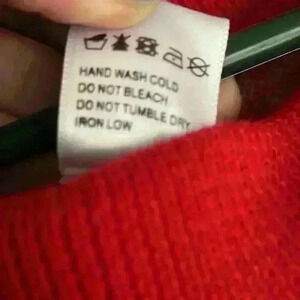 HAND WASH COLD
DO NOT BLEACH
DO NOT TUMBLE DRY
IRON LOW